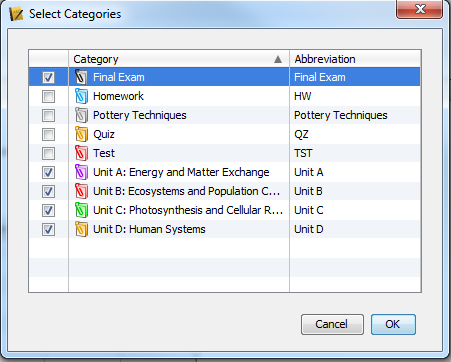 Select Categories
Category Abbreviation
Final Exam Final Exam
Homework HW
Pottery Techniques Pottery Techniques
Quiz QZ
Test TST
Unit A: Energy and Matter Exchange Unit A
Unit B: Ecosystems and Population C... Unit B
Unit C: Photosynthesis and Cellular R... Unit C
Unit D: Human Systems Unit D
Cancel OK